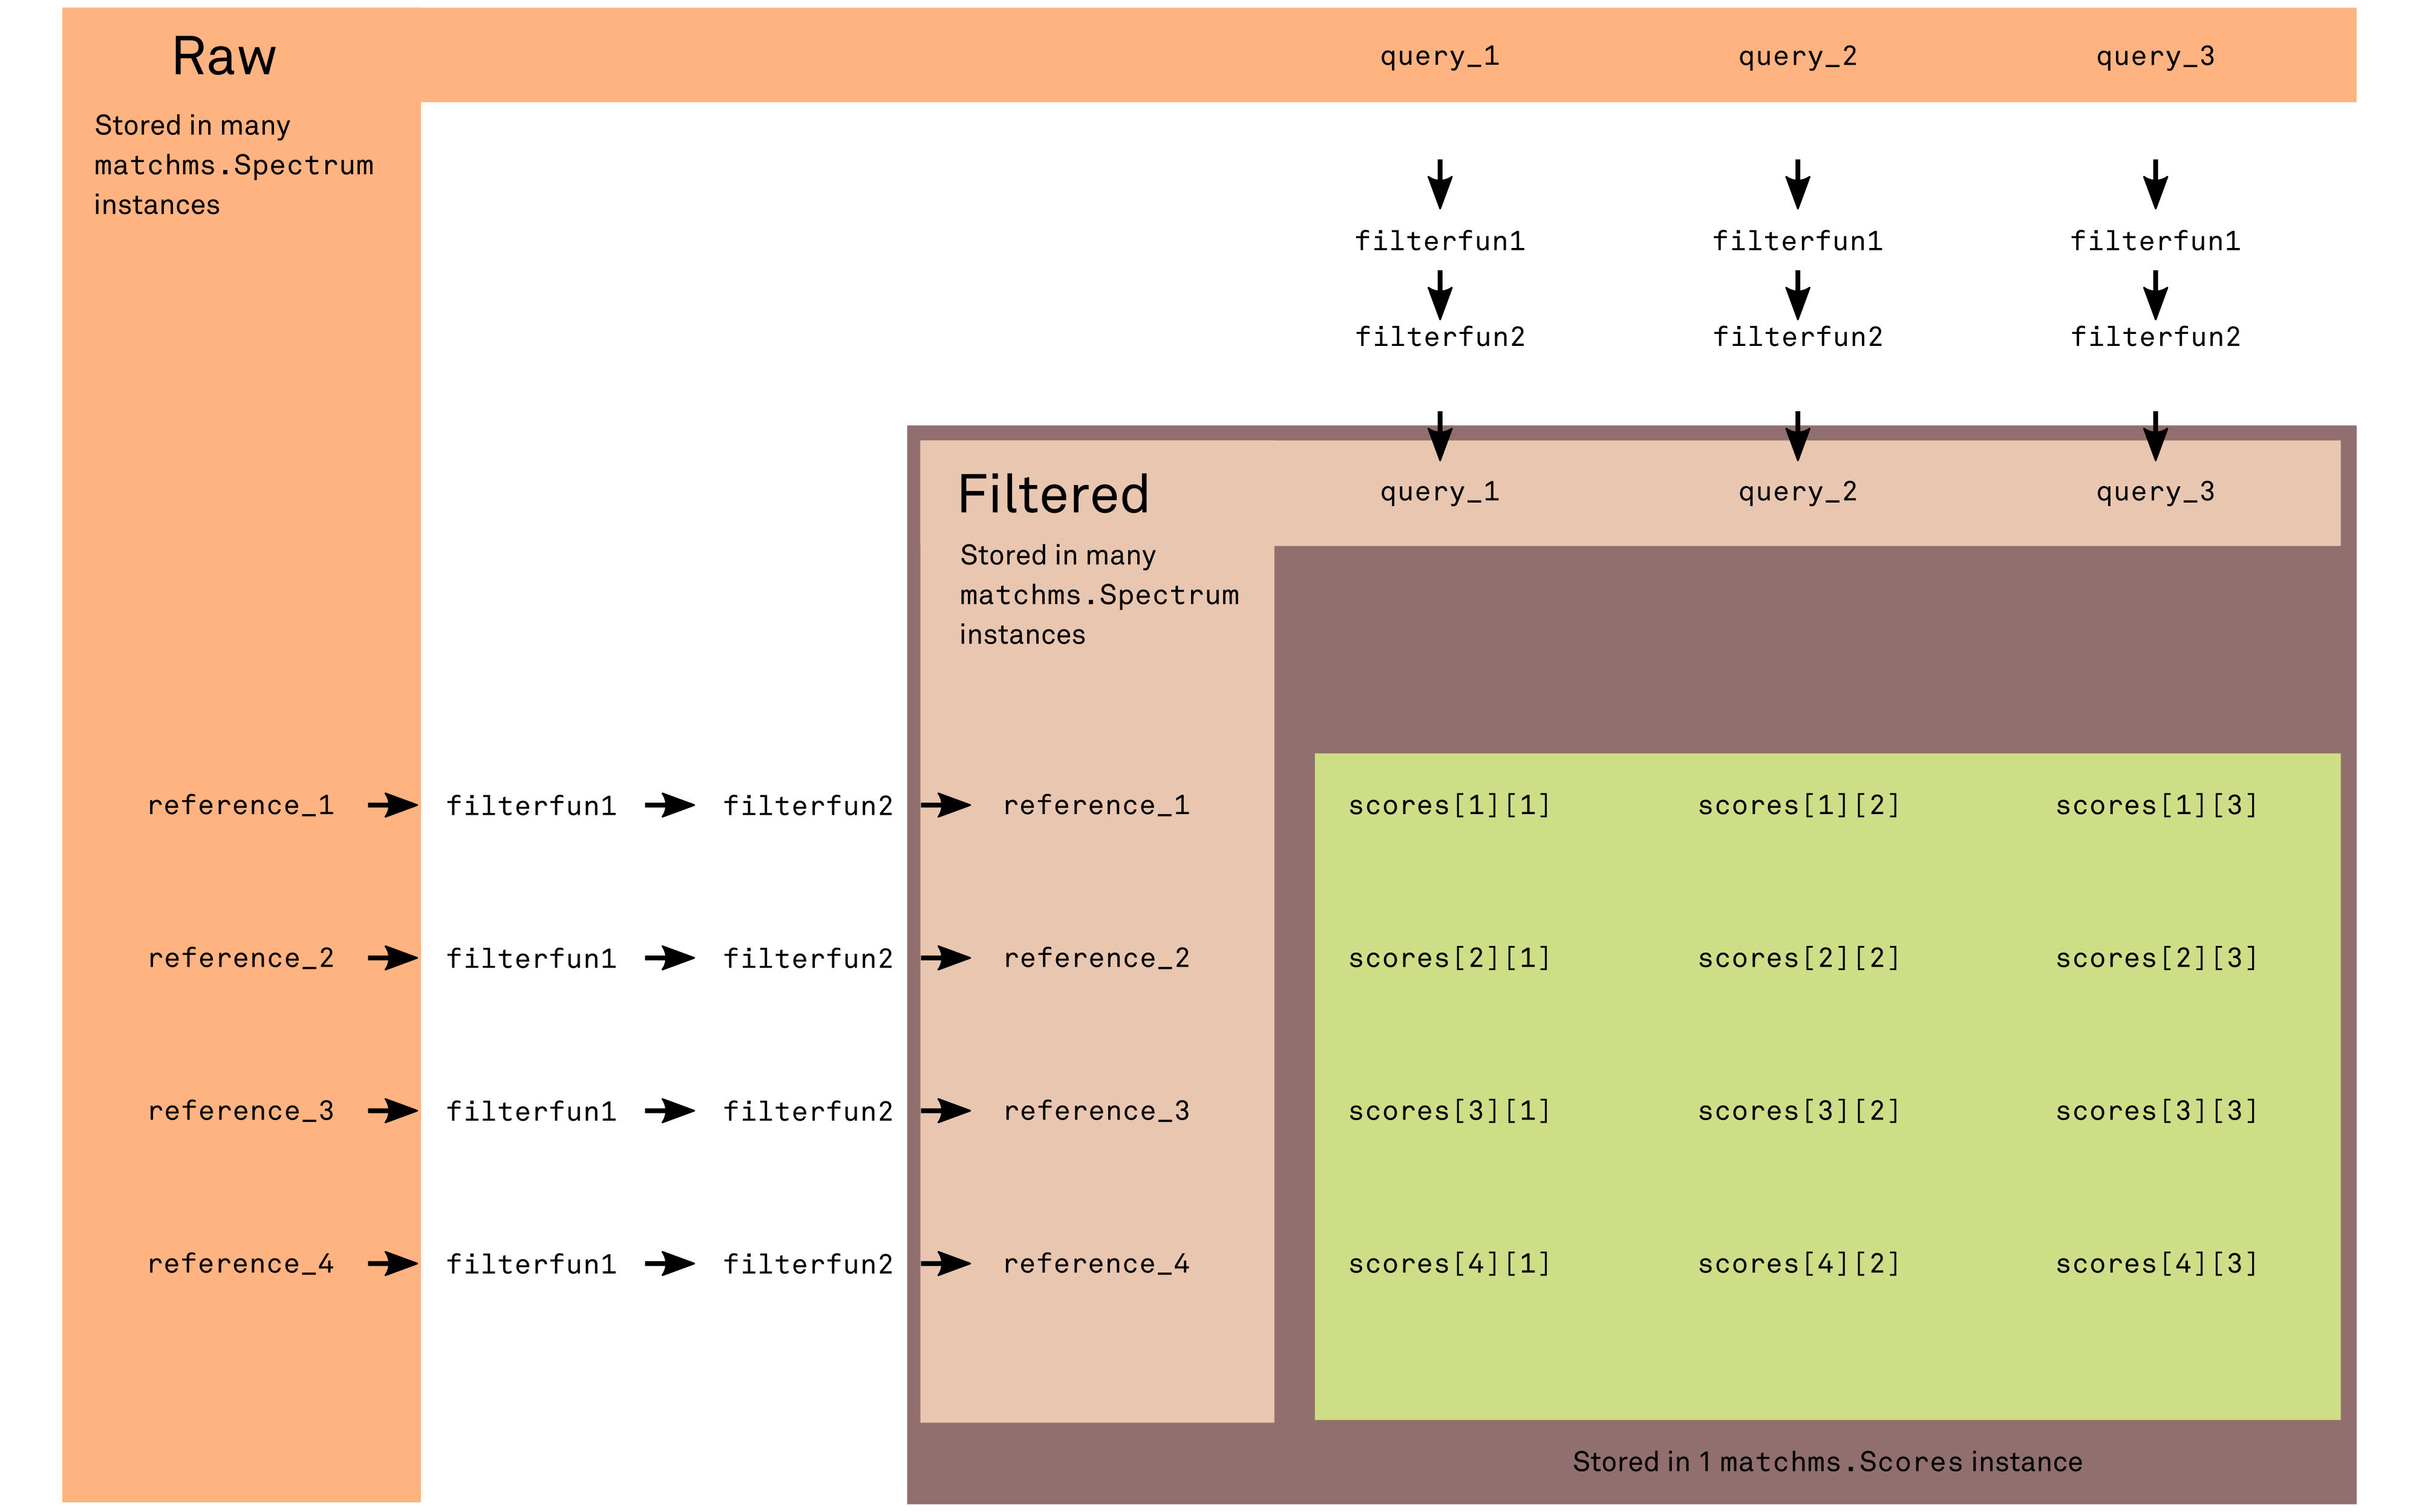 Raw
query_1 query_2 query_3
Stored in many
matchms.Spectrum
instances
filterfun1 filterfun1 filterfun1
filterfun2 filterfun2 filterfun2
Filtered
query_1 query_2 query_3
Stored in many
matchms.Spectrum
instances
reference_1 filterfun1 filterfun2 reference_1 scores[1][1] scores[1][2] scores[1][3]
reference_2 filterfun1 filterfun2 reference_2 scores[2][1] scores[2][2] scores[2][3]
reference_3 filterfun1 filterfun2 reference_3 scores[3][1] scores[3][2] scores[3][3]
reference_4 filterfun1 filterfun2 reference_4 scores[4][1] scores[4][2] scores[4][3]
Stored in 1 matchms.Scores instance